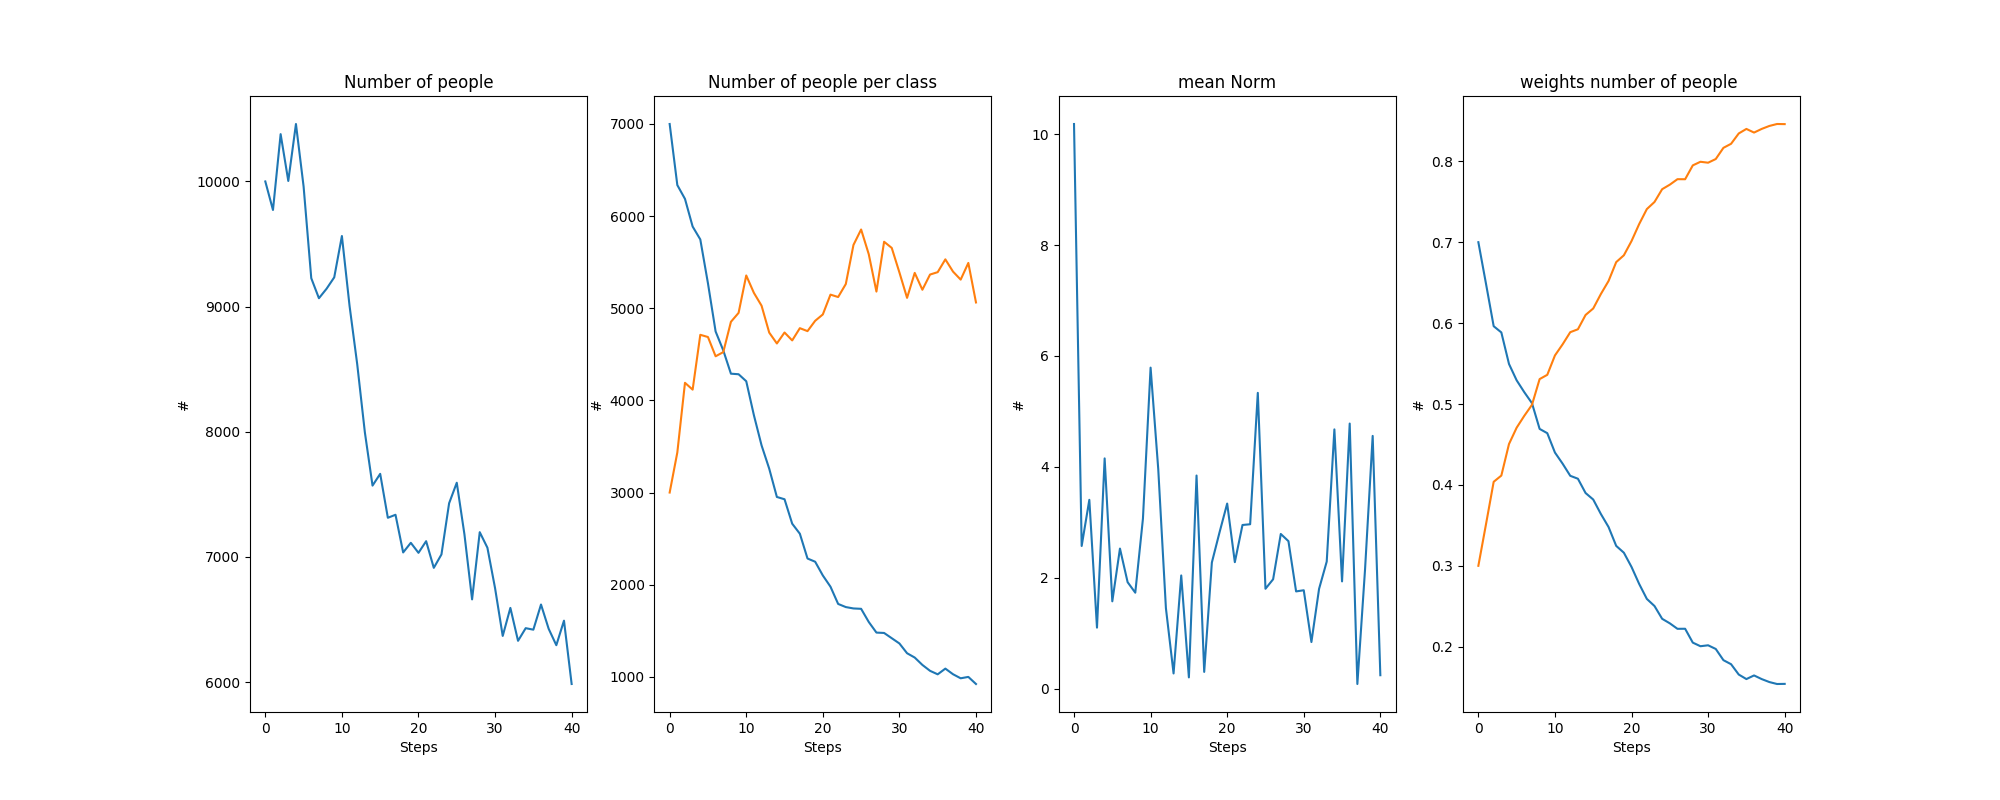 Number of people
10000
9000
8000
7000
6000
#
0 10 20 30 40
Steps
Number of people per class
7000
6000
5000
4000
3000
2000
1000
#
0 10 20 30 40
Steps
mean Norm
10
8
6
4
2
0
#
0 10 20 30 40
Steps
weights number of people
0.8
0.7
0.6
0.5
0.4
0.3
0.2
#
0 10 20 30 40
Steps